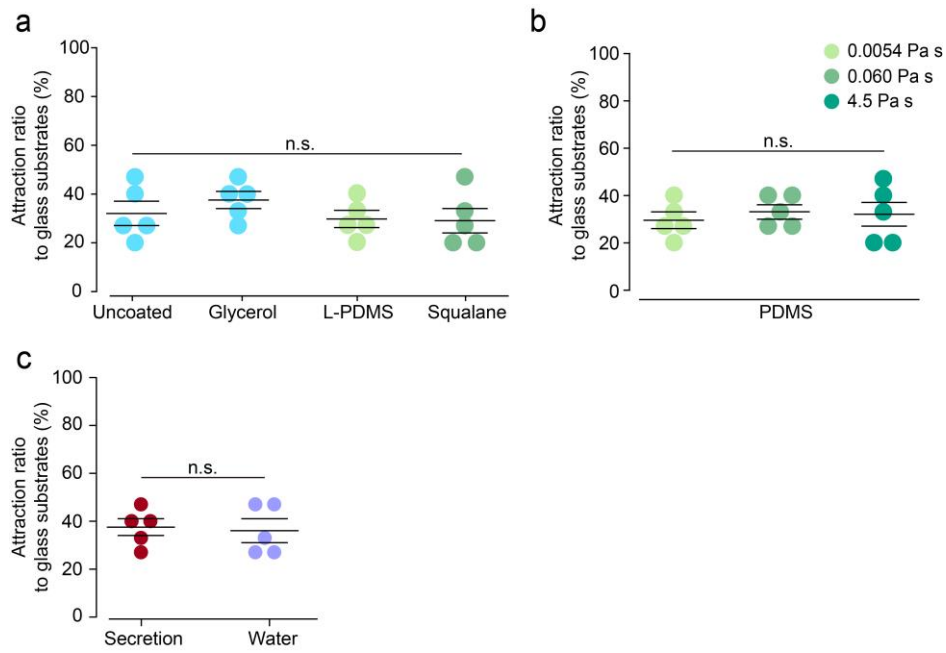 a
Attraction ratio
to glass substrates (%)
100
80
60
40
20
0
n.s.
Uncoated Glycerol L-PDMS Squalane
b
Attraction ratio
to glass substrates (%)
100
80
60
40
20
0
0.0054 Pa s
0.060 Pa s
4.5 Pa s
n.s.
PDMS
c
Attraction ratio
to glass substrates (%)
100
80
60
40
20
0
n.s.
Secretion Water